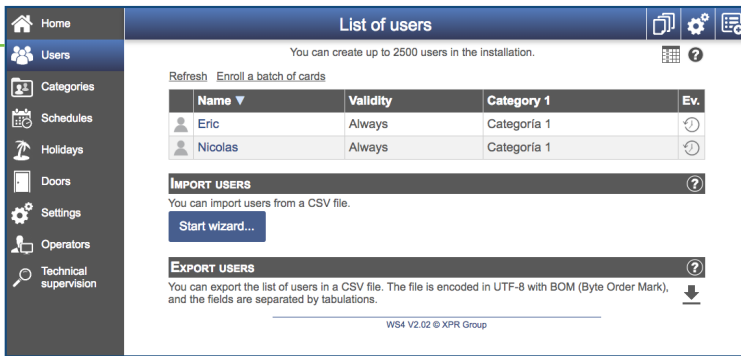 Home
List of users
Users
You can create up to 2500 users in the installation.
?
Refresh Enroll a batch of cards
Categories
Name ▼ Validity Category 1 Ev.
Schedules
Eric Always Categoría 1
Holidays
Nicolas Always Categoría 1
Doors
IMPORT USERS ?
You can import users from a CSV file.
Settings
Start wizard...
Operators
EXPORT USERS ?
Technical
supervision
You can export the list of users in a CSV file. The file is encoded in UTF-8 with BOM (Byte Order Mark),
and the fields are separated by tabulations.
WS4 V2.02 © XPR Group